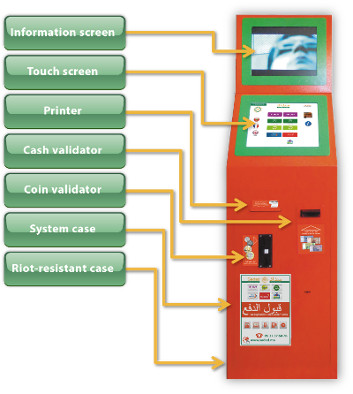 Information screen
Touch screen
Printer
Cash validator
Coin validator
System case
Riot-resistant case
قبول الدفع